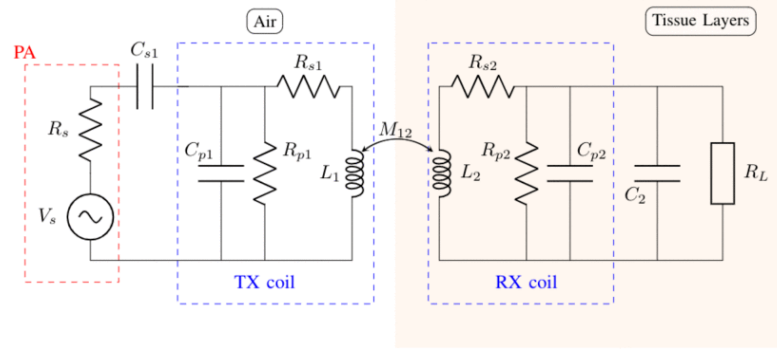 Air
Tissue Layers
PA
C_{s1}
R_{s1}
R_{s2}
M_{12}
R_s
C_{p1}
R_{p1}
L_1
L_2
R_{p2}
C_{p2}
C_2
R_L
V_s
TX coil
RX coil